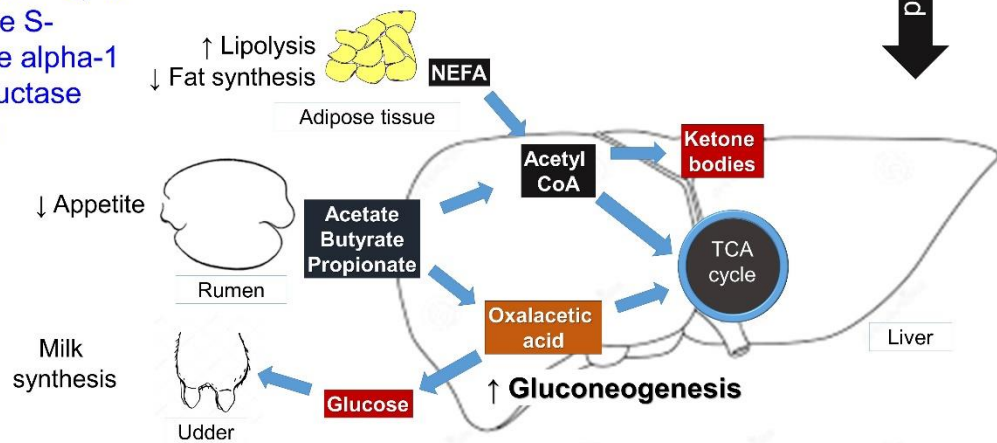 e S-
e alpha-1
uctase
↑ Lipolysis
↓ Fat synthesis
NEFA
Adipose tissue
Acetyl
CoA
Ketone
bodies
↓ Appetite
Acetate
Butyrate
Propionate
Rumen
TCA
cycle
Oxalacetic
acid
Liver
Milk
synthesis
↑ Gluconeogenesis
Glucose
Udder